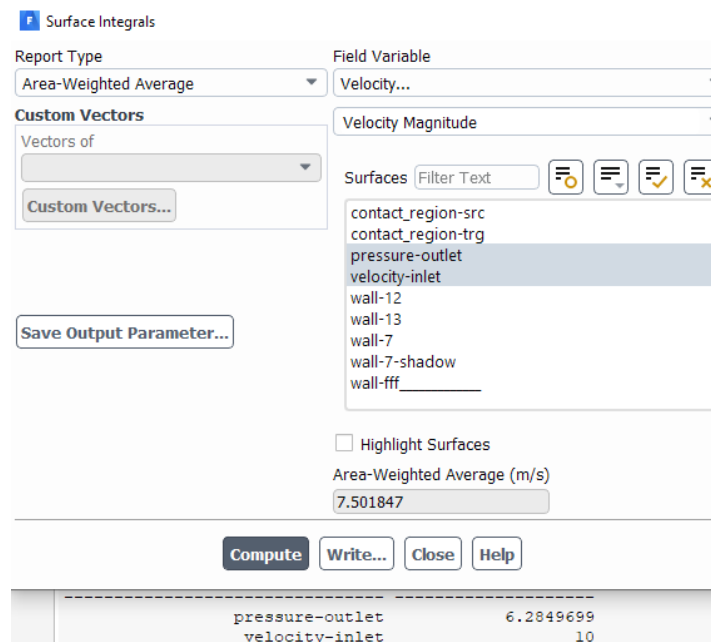 Surface Integrals
Report Type
Area-Weighted Average
Custom Vectors
Vectors of
Custom Vectors...
Save Output Parameter...
Field Variable
Velocity...
Velocity Magnitude
Surfaces Filter Text
contact_region-src
contact_region-trg
pressure-outlet
velocity-inlet
wall-12
wall-13
wall-7
wall-7-shadow
wall-fff___________
Highlight Surfaces
Area-Weighted Average (m/s)
7.501847
Compute Write... Close Help
-------------------------------- --------------------
pressure-outlet 6.2849699
velocity-inlet 10